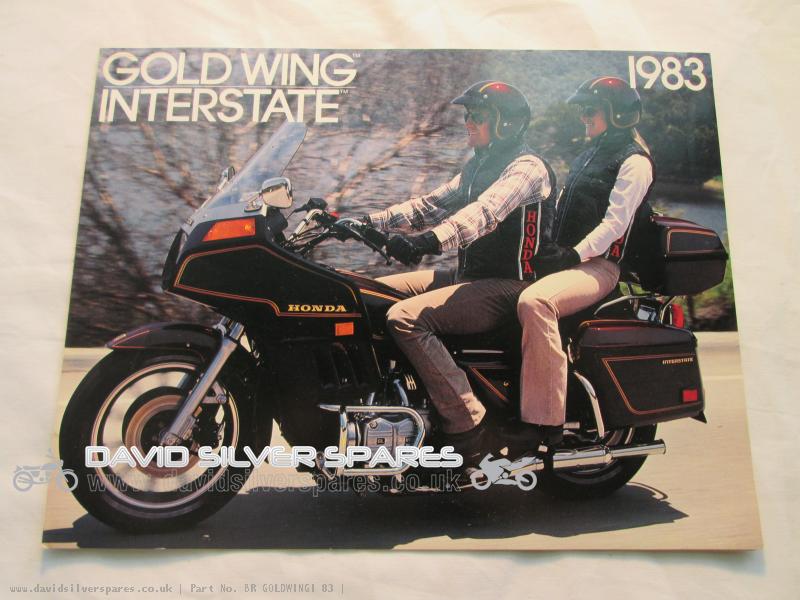 GOLD WING™
INTERSTATE™
1983
HONDA
HONDA
INTERSTATE
DAVID SILVER SPARES
www.davidsilverspares.co.uk
www.davidsilverspares.co.uk | Part No. BR GOLDWINGI 83 |